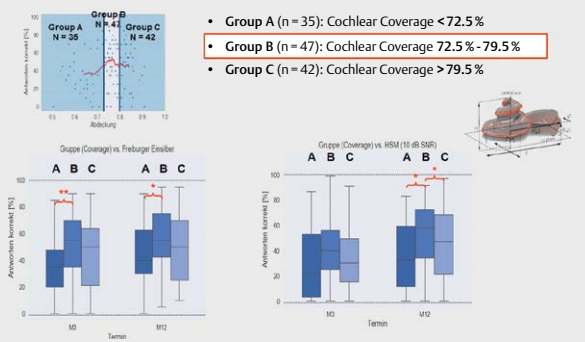 Group A
N = 35
Group B
N = 47
Group C
N = 42
Antworten korrekt [%]
100
80
60
40
20
0
0.5
0.6
0.7
0.8
0.9
1.0
Abdeckung
• Group A (n = 35): Cochlear Coverage < 72.5 %
• Group B (n = 47): Cochlear Coverage 72.5 % - 79.5 %
• Group C (n = 42): Cochlear Coverage > 79.5 %
Gruppe (Coverage) vs. Freiburger Einsilber
A B C A B C
** *
Antworten korrekt [%]
100
80
60
40
20
0
M3 M12
Termin
Gruppe (Coverage) vs. HSM (10 dB SNR)
A B C A B C
* *
Antworten korrekt [%]
100
80
60
40
20
0
M3 M12
Termin